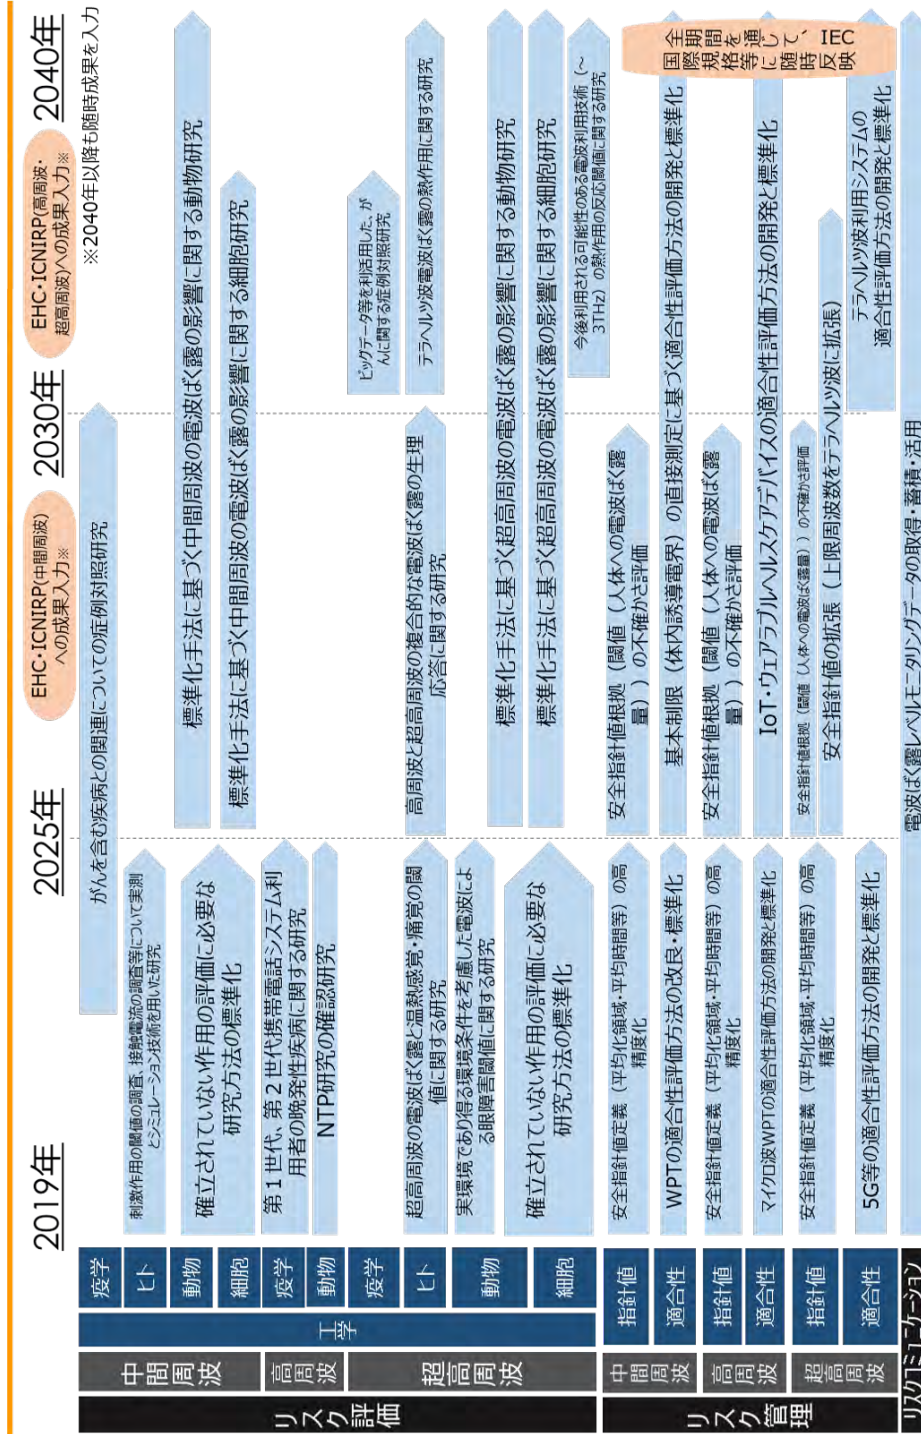 2019年
2025年
2030年
2040年
EHC・ICNIRP(中間周波)
への成果入力※
EHC・ICNIRP(高周波・
超高周波)への成果入力※
※2040年以降も随時成果を入力
リスク評価
中間周波
高周波
超高周波
工学
疫学
がんを含む疾病との関連についての症例対照研究
ヒト
刺激作用の閾値の調査、接触電流の調査等について実測
とシミュレーション技術を用いた研究
動物
細胞
確立されていない作用の評価に必要な
研究方法の標準化
標準化手法に基づく中間周波の電波ばく露の影響に関する動物研究
標準化手法に基づく中間周波の電波ばく露の影響に関する細胞研究
疫学
第１世代、第２世代携帯電話システム利
用者の晩発性疾病に関する研究
動物
NTP研究の確認研究
疫学
ビッグデータ等を利活用した、が
んに関する症例対照研究
ヒト
超高周波の電波ばく露と温熱感覚・痛覚の閾
値に関する研究
高周波と超高周波の複合的な電波ばく露の生理
応答に関する研究
テラヘルツ波電波ばく露の熱作用に関する研究
動物
実環境であり得る環境条件を考慮した電波によ
る眼障害閾値に関する研究
細胞
確立されていない作用の評価に必要な
研究方法の標準化
標準化手法に基づく超高周波の電波ばく露の影響に関する動物研究
標準化手法に基づく超高周波の電波ばく露の影響に関する細胞研究
今後利用される可能性のある電波利用技術（～
3THz）の熱作用の反応閾値に関する研究
リスク管理
中間周波
高周波
超高周波
指針値
安全指針値定義（平均化領域・平均時間等）の高
精度化
安全指針値根拠（閾値（人体への電波ばく露
量））の不確かさ評価
適合性
WPTの適合性評価方法の改良・標準化
基本制限（体内誘導電界）の直接測定に基づく適合性評価方法の開発と標準化
指針値
安全指針値定義（平均化領域・平均時間等）の高
精度化
安全指針値根拠（閾値（人体への電波ばく露
量））の不確かさ評価
適合性
マイクロ波WPTの適合性評価方法の開発と標準化
IoT・ウェアラブルヘルスケアデバイスの適合性評価方法の開発と標準化
指針値
安全指針値定義（平均化領域・平均時間等）の高
精度化
安全指針値根拠（閾値（人体への電波ばく露量））の不確かさ評価
安全指針値の拡張（上限周波数をテラヘルツ波に拡張）
適合性
5G等の適合性評価方法の開発と標準化
テラヘルツ波利用システムの
適合性評価方法の開発と標準化
全期間を通して、IEC
国際規格等に随時反映
リスクコミュニケーション
電波ばく露レベルモニタリングデータの取得・蓄積・活用